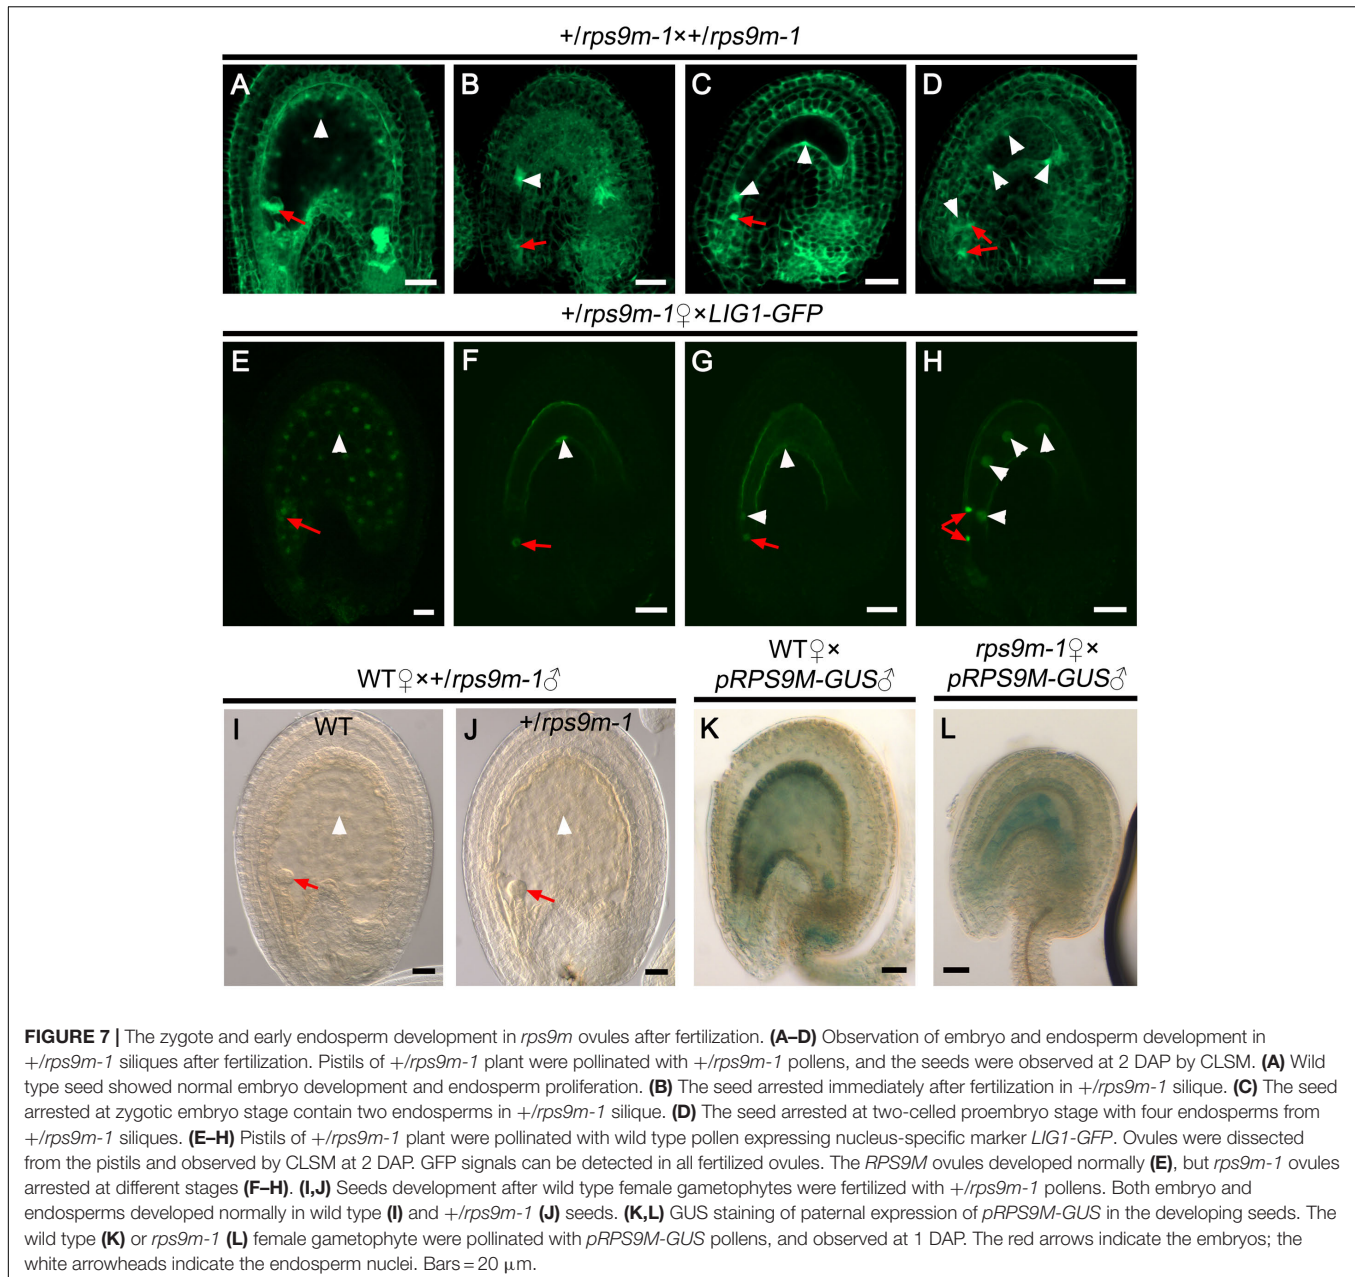 +/rps9m-1×+/rps9m-1
A B C D
+/rps9m-1♀×LIG1-GFP
E F G H
WT♀×+/rps9m-1♂
WT♀×
pRPS9M-GUS♂
rps9m-1♀×
pRPS9M-GUS♂
I WT J +/rps9m-1 K L
FIGURE 7 | The zygote and early endosperm development in rps9m ovules after fertilization. (A–D) Observation of embryo and endosperm development in
+/rps9m-1 siliques after fertilization. Pistils of +/rps9m-1 plant were pollinated with +/rps9m-1 pollens, and the seeds were observed at 2 DAP by CLSM. (A) Wild
type seed showed normal embryo development and endosperm proliferation. (B) The seed arrested immediately after fertilization in +/rps9m-1 silique. (C) The seed
arrested at zygotic embryo stage contain two endosperms in +/rps9m-1 silique. (D) The seed arrested at two-celled proembryo stage with four endosperms from
+/rps9m-1 siliques. (E–H) Pistils of +/rps9m-1 plant were pollinated with wild type pollen expressing nucleus-specific marker LIG1-GFP. Ovules were dissected
from the pistils and observed by CLSM at 2 DAP. GFP signals can be detected in all fertilized ovules. The RPS9M ovules developed normally (E), but rps9m-1 ovules
arrested at different stages (F–H). (I,J) Seeds development after wild type female gametophytes were fertilized with +/rps9m-1 pollens. Both embryo and
endosperms developed normally in wild type (I) and +/rps9m-1 (J) seeds. (K,L) GUS staining of paternal expression of pRPS9M-GUS in the developing seeds. The
wild type (K) or rps9m-1 (L) female gametophyte were pollinated with pRPS9M-GUS pollens, and observed at 1 DAP. The red arrows indicate the embryos; the
white arrowheads indicate the endosperm nuclei. Bars = 20 μm.